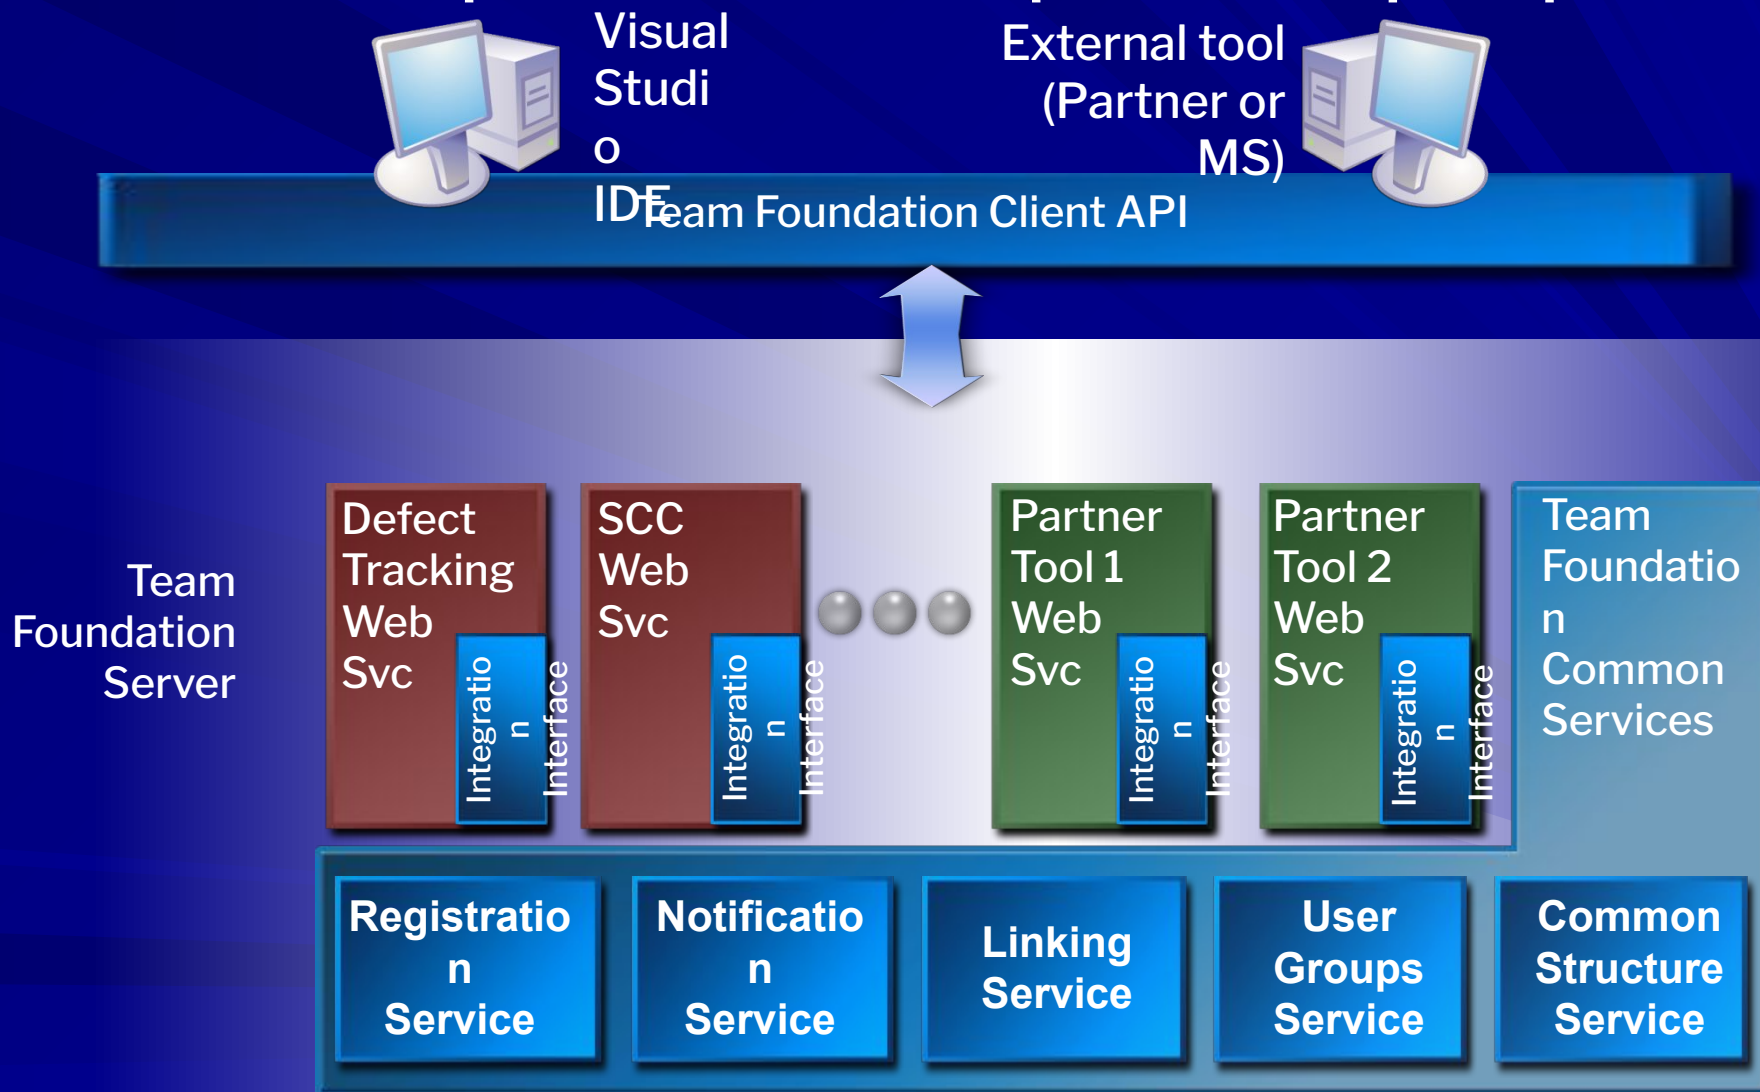 Visual
Studi
o
IDE
External tool
(Partner or
MS)
Team Foundation Client API
Team
Foundation
Server
Defect
Tracking
Web
Svc
Integratio
n
Interface
SCC
Web
Svc
Integratio
n
Interface
Partner
Tool 1
Web
Svc
Integratio
n
Interface
Partner
Tool 2
Web
Svc
Integratio
n
Interface
Team
Foundatio
n
Common
Services
Registratio
n
Service
Notificatio
n
Service
Linking
Service
User
Groups
Service
Common
Structure
Service